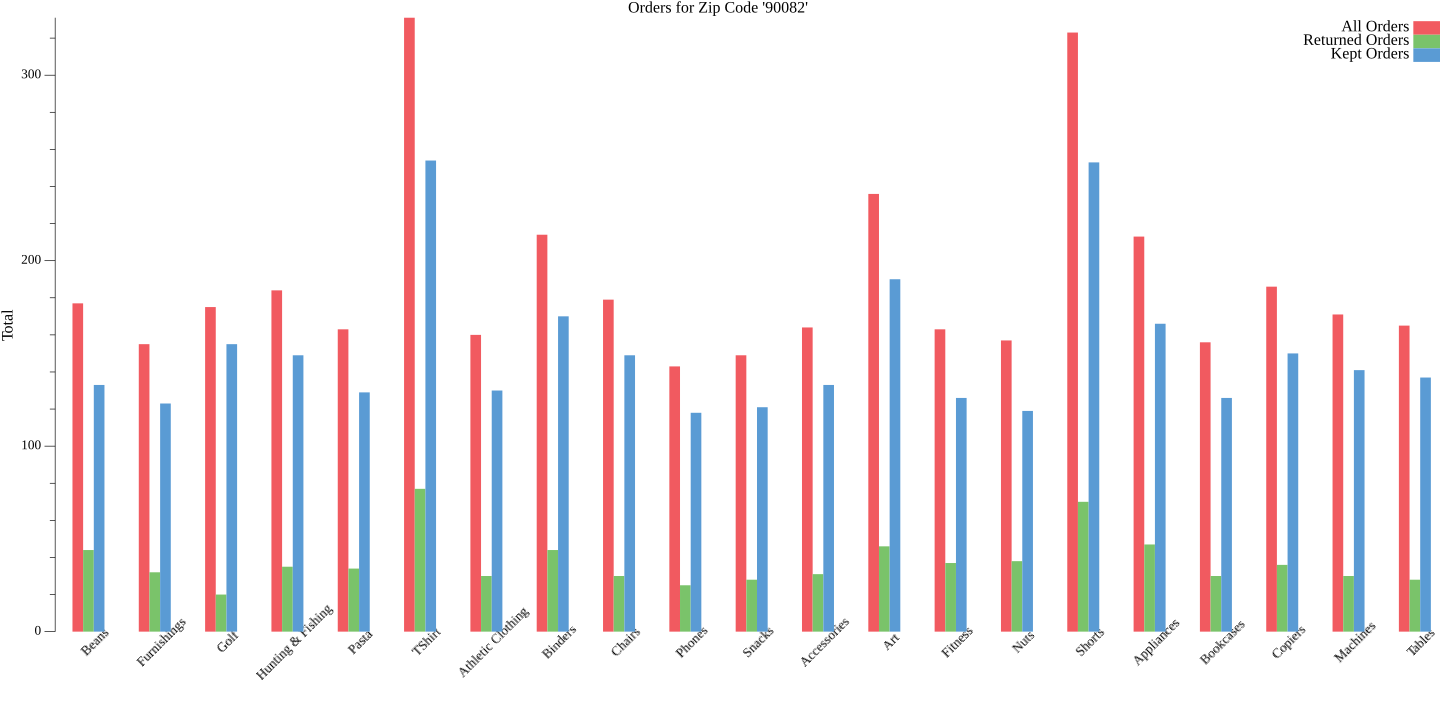 Orders for Zip Code '90082'
All Orders
Returned Orders
Kept Orders
Total
300
200
100
0
Beans
Furnishings
Golf
Hunting & Fishing
Pasta
TShirt
Athletic Clothing
Binders
Chairs
Phones
Snacks
Accessories
Art
Fitness
Nuts
Shorts
Appliances
Bookcases
Copiers
Machines
Tables